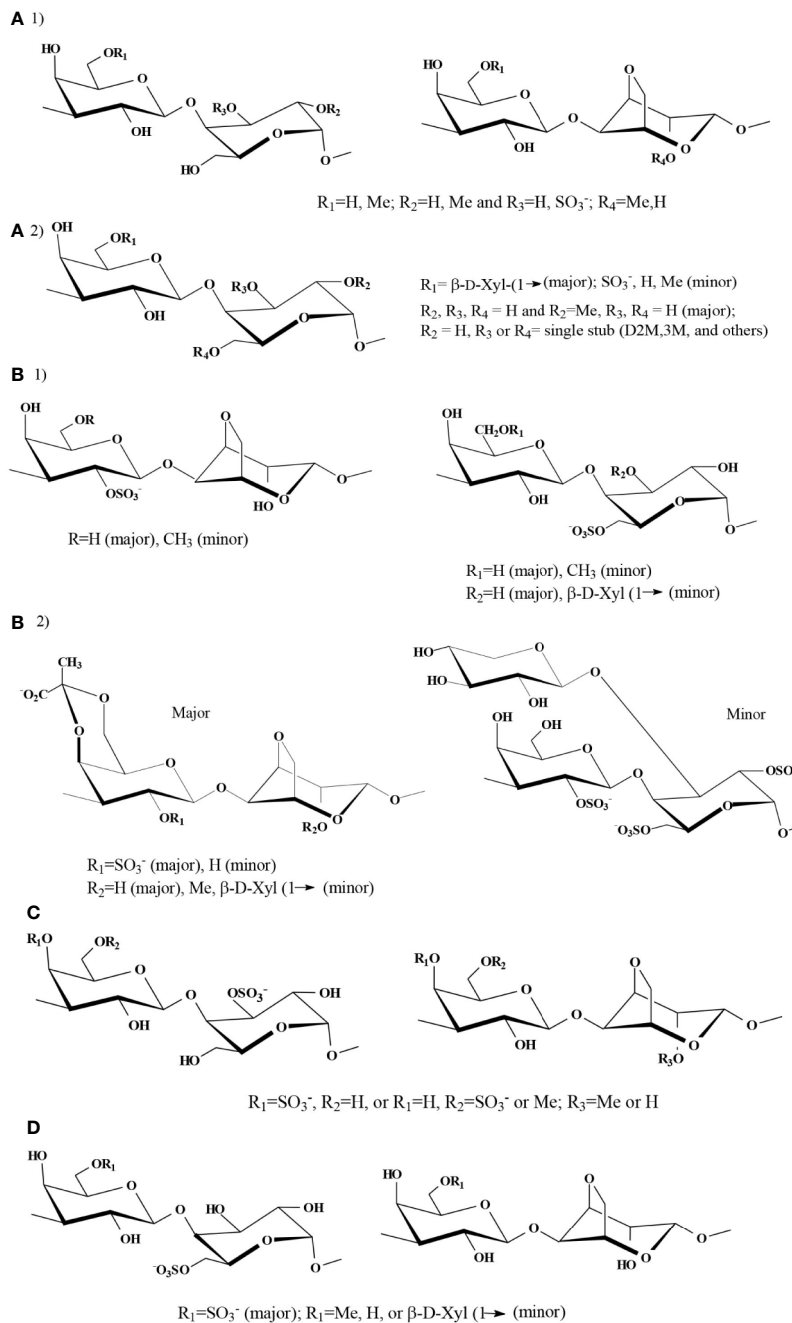 A 1)
HO OR₁ O O R₃O OR₂ OH O HO O
HO OR₁ O O OH O R₄O O O
R₁=H, Me; R₂=H, Me and R₃=H, SO₃⁻; R₄=Me,H
A 2)
OH OR₁ O O R₃O OR₂ OH O R₄O O
R₁= β-D-Xyl-(1→(major); SO₃⁻, H, Me (minor)
R₂, R₃, R₄ = H and R₂=Me, R₃, R₄ = H (major);
R₂ = H, R₃ or R₄= single stub (D2M,3M, and others)
B 1)
OH OR O O OSO₃⁻ O HO O O
R=H (major), CH₃ (minor)
OH CH₂OR₁ O O R₂O OH OH O ⁻O₃SO O
R₁=H (major), CH₃ (minor)
R₂=H (major), β-D-Xyl (1→ (minor)
B 2)
CH₃ ⁻O₂C O O Major O O OR₁ O R₂O O O
R₁=SO₃⁻ (major), H (minor)
R₂=H (major), Me, β-D-Xyl (1→ (minor)
HO O HO OH O Minor
OH OH O O OSO₃⁻ OSO O ⁻O₃SO O
C
R₁O OR₂ O O OSO₃⁻ OH OH O HO O
R₁O OR₂ O O OH O R₃O O O
R₁=SO₃⁻, R₂=H, or R₁=H, R₂=SO₃⁻ or Me; R₃=Me or H
D
HO OR₁ O O HO OH OH O ⁻O₃SO O
HO OR₁ O O OH O HO O O
R₁=SO₃⁻ (major); R₁=Me, H, or β-D-Xyl (1→ (minor)